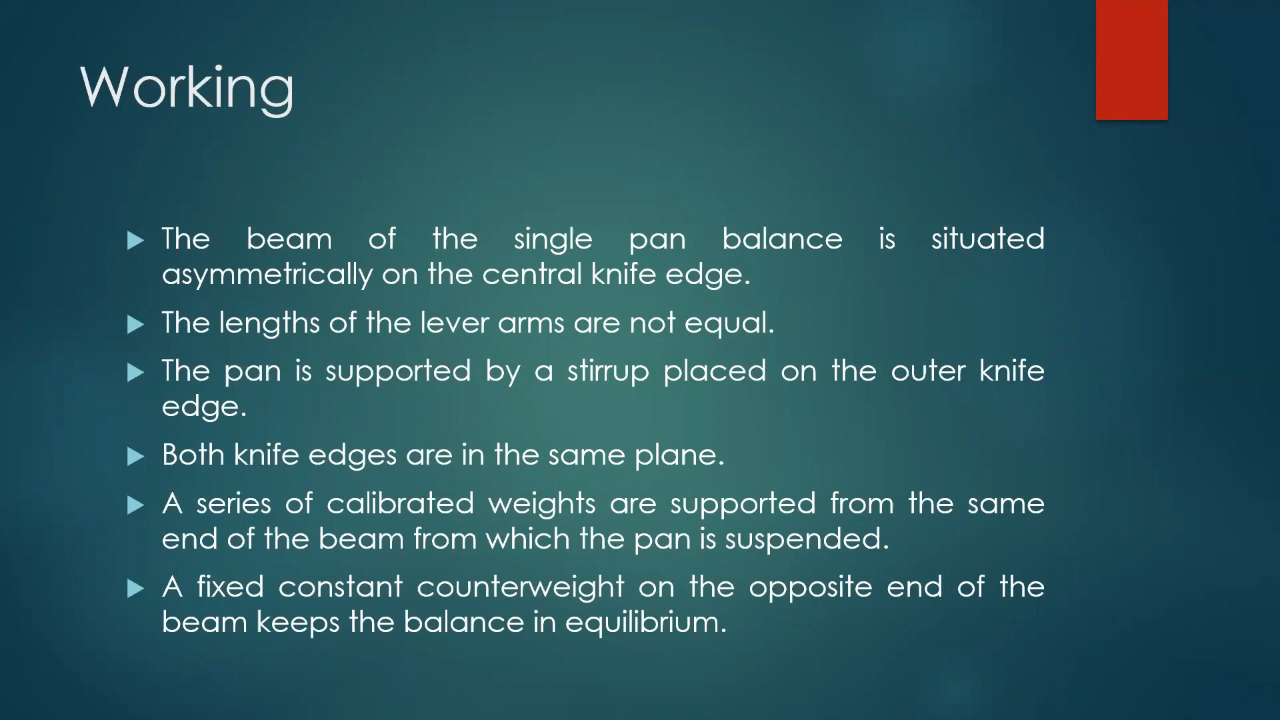 Working
The beam of the single pan balance is situated
asymmetrically on the central knife edge.
The lengths of the lever arms are not equal.
The pan is supported by a stirrup placed on the outer knife
edge.
Both knife edges are in the same plane.
A series of calibrated weights are supported from the same
end of the beam from which the pan is suspended.
A fixed constant counterweight on the opposite end of the
beam keeps the balance in equilibrium.